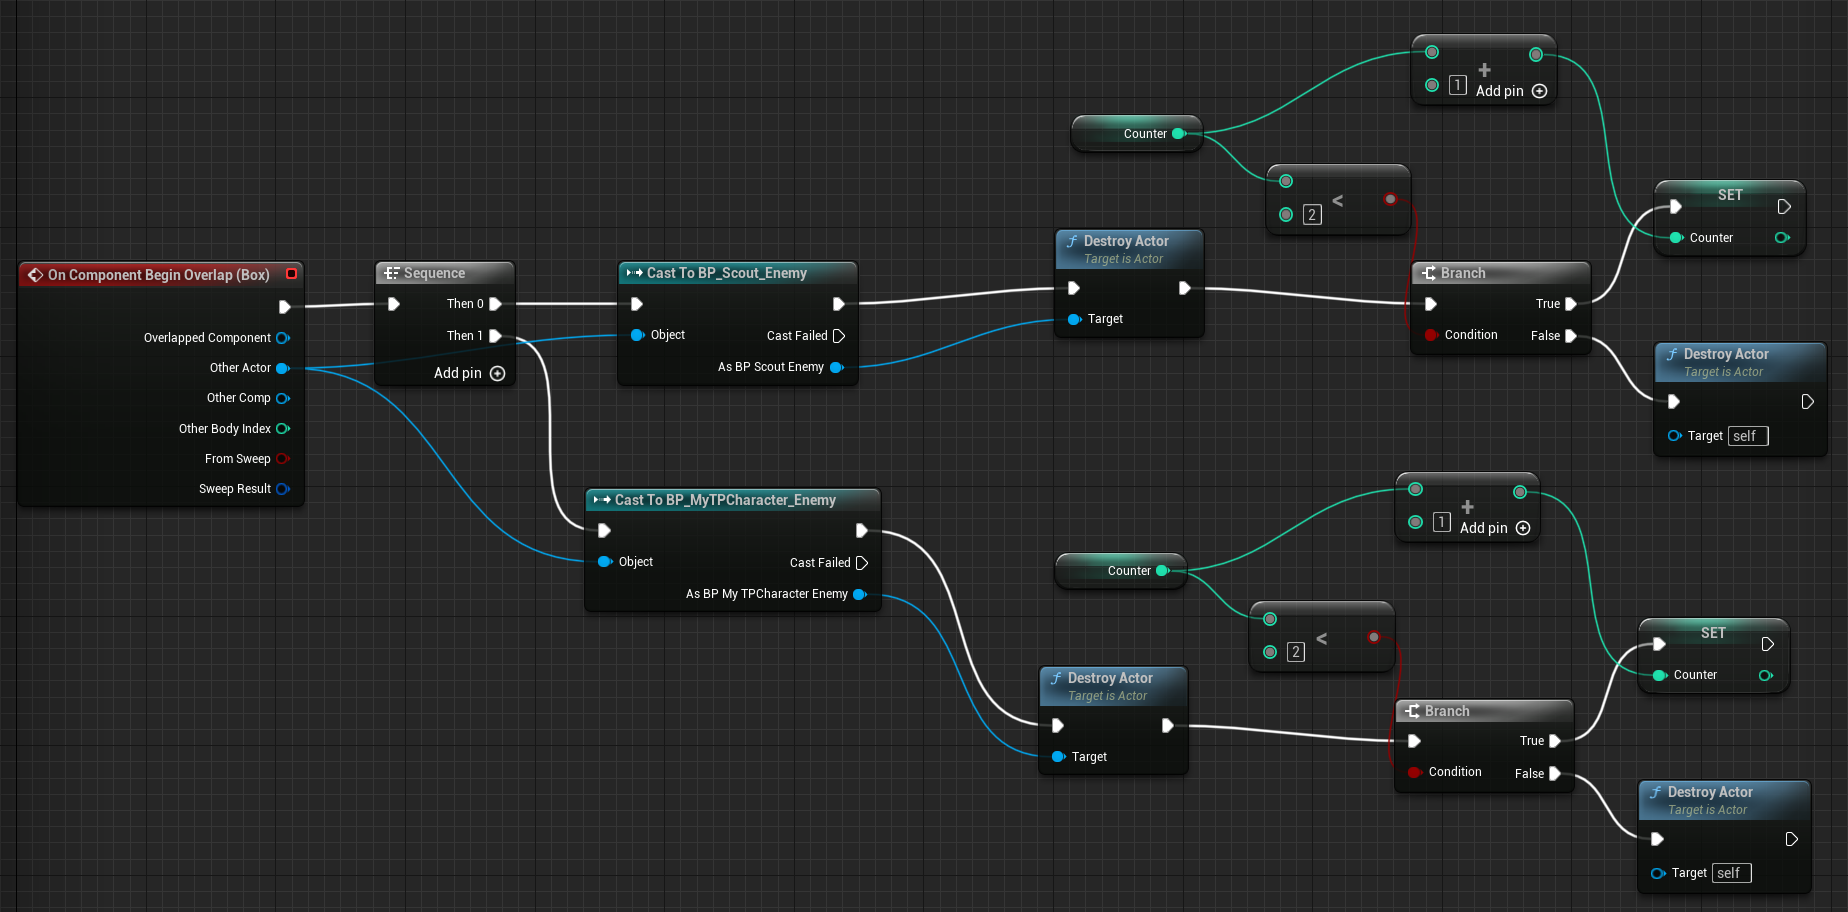 On Component Begin Overlap (Box)
Overlapped Component
Other Actor
Other Comp
Other Body Index
From Sweep
Sweep Result
Sequence
Then 0
Then 1
Add pin
Cast To BP_Scout_Enemy
Object
Cast Failed
As BP Scout Enemy
Destroy Actor
Target is Actor
Target
Counter
+
1
Add pin
<
2
Branch
True
Condition
False
SET
Counter
Destroy Actor
Target is Actor
Target self
Cast To BP_MyTPCharacter_Enemy
Object
Cast Failed
As BP My TPCharacter Enemy
Destroy Actor
Target is Actor
Target
Counter
+
1
Add pin
<
2
Branch
True
Condition
False
SET
Counter
Destroy Actor
Target is Actor
Target self